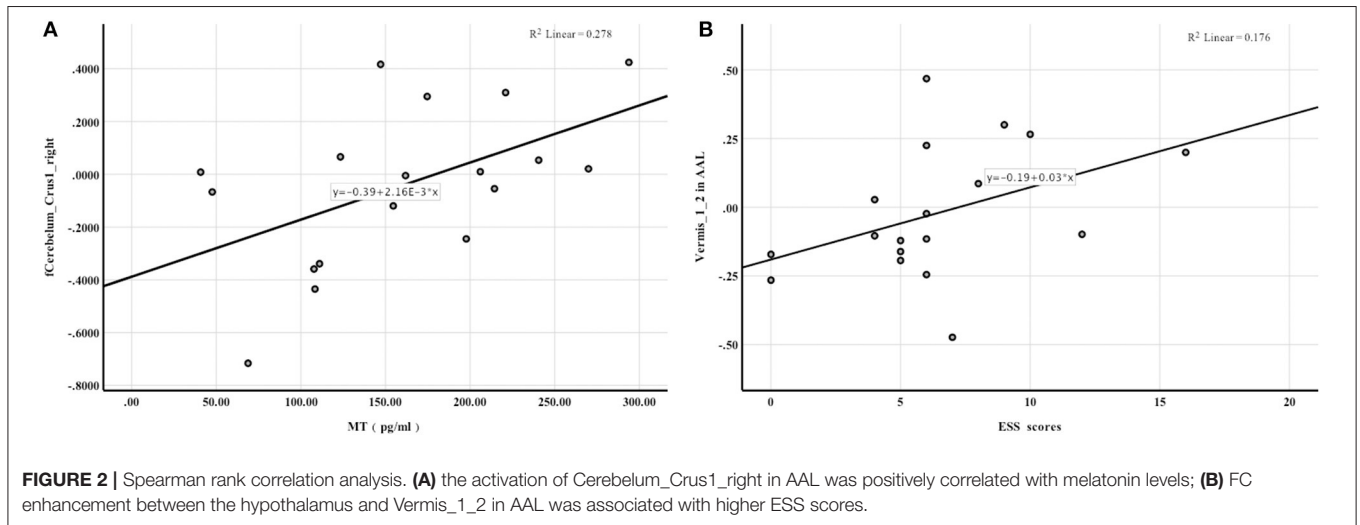 A
R² Linear = 0.278
.4000
.2000
.0000
-.2000
-.4000
-.6000
-.8000
fCerebelum_Crus1_right
y=-0.39+2.16E-3*x
.00 50.00 100.00 150.00 200.00 250.00 300.00
MT ( pg/ml )
B
R² Linear = 0.176
.50
.25
.00
-.25
-.50
Vermis_1_2 in AAL
y=-0.19+0.03*x
0 5 10 15 20
ESS scores
FIGURE 2 | Spearman rank correlation analysis. (A) the activation of Cerebelum_Crus1_right in AAL was positively correlated with melatonin levels; (B) FC
enhancement between the hypothalamus and Vermis_1_2 in AAL was associated with higher ESS scores.